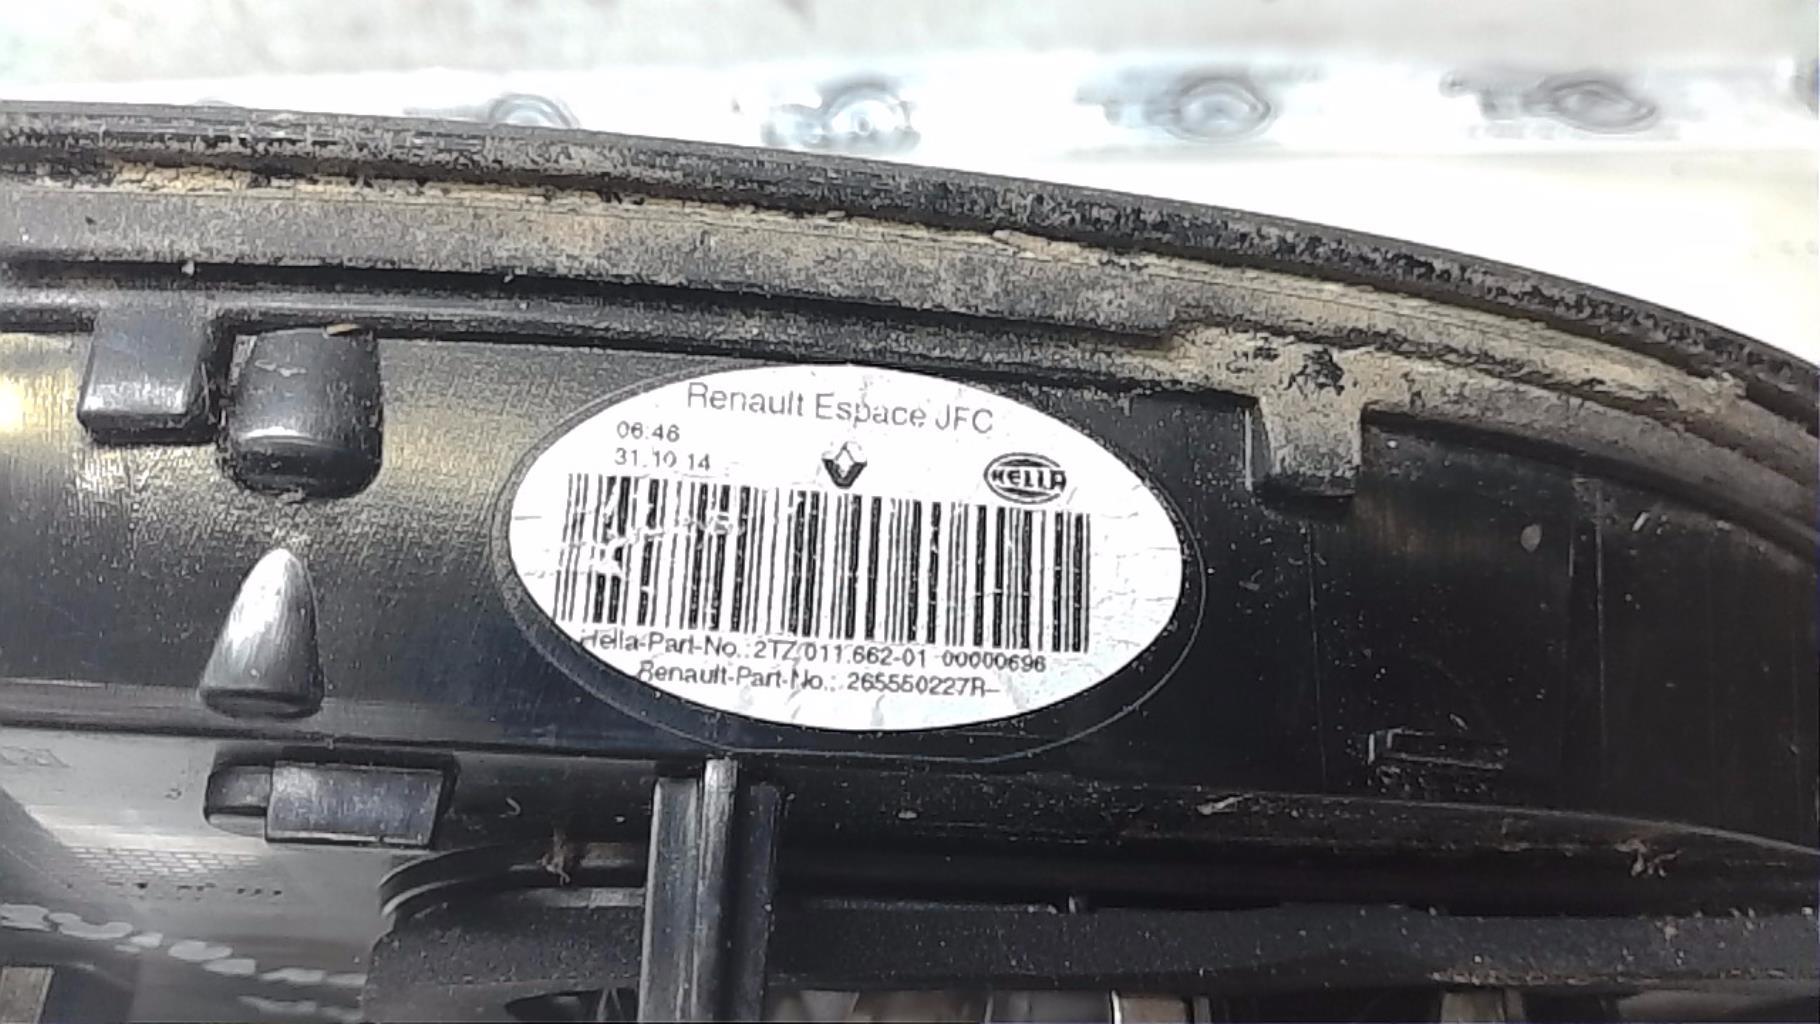 Renault Espace JFC
06:46
31.10.14
HELLA
Hella-Part-No.: 2TZ.011.662-01 00000696
Renault-Part-No.: 265550227R-